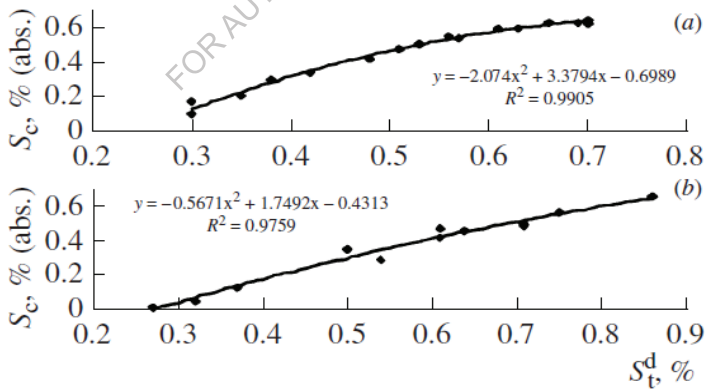 FOR AU
(a)
S_c, % (abs.)
0.6
0.4
0.2
0
y = −2.074x² + 3.3794x − 0.6989
R² = 0.9905
0.2 0.3 0.4 0.5 0.6 0.7 0.8
(b)
S_c, % (abs.)
0.6
0.4
0.2
0
y = −0.5671x² + 1.7492x − 0.4313
R² = 0.9759
0.2 0.3 0.4 0.5 0.6 0.7 0.8 0.9
S_t^d, %